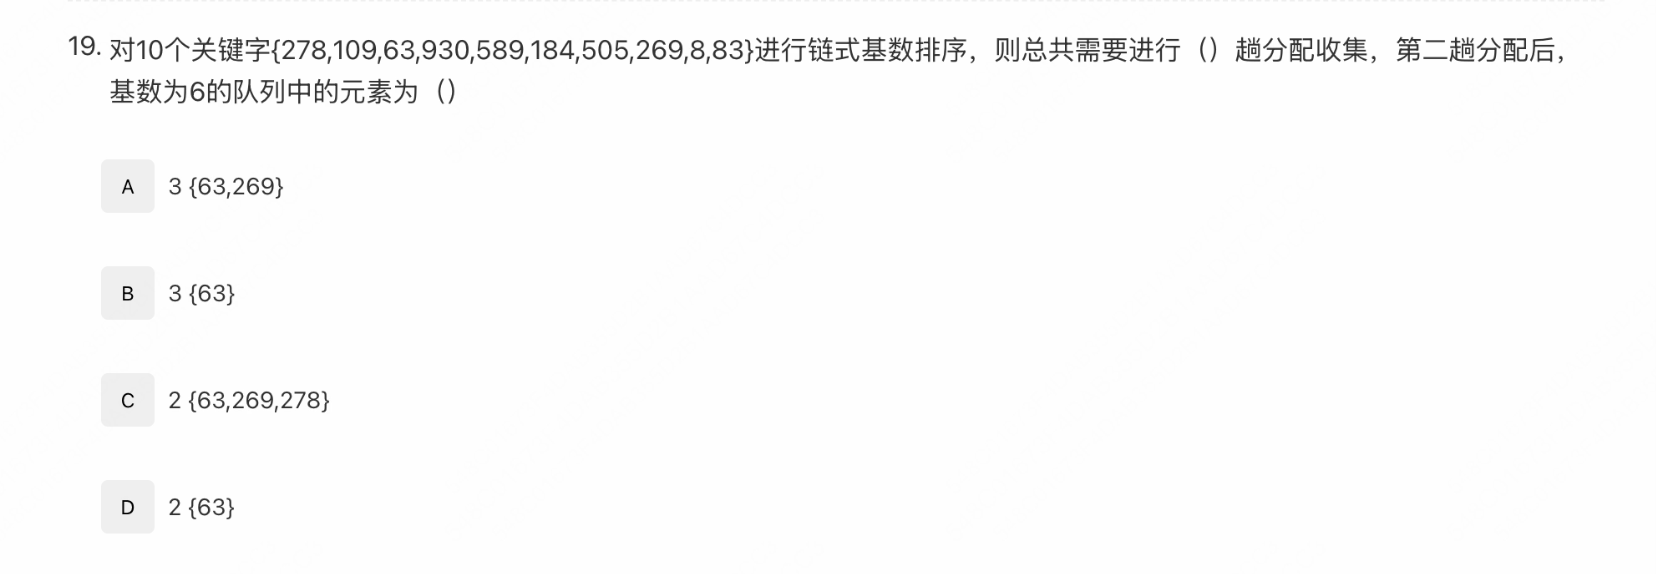 19. 对10个关键字{278,109,63,930,589,184,505,269,8,83}进行链式基数排序，则总共需要进行（）趟分配收集，第二趟分配后，
基数为6的队列中的元素为（）
A 3 {63,269}
B 3 {63}
C 2 {63,269,278}
D 2 {63}